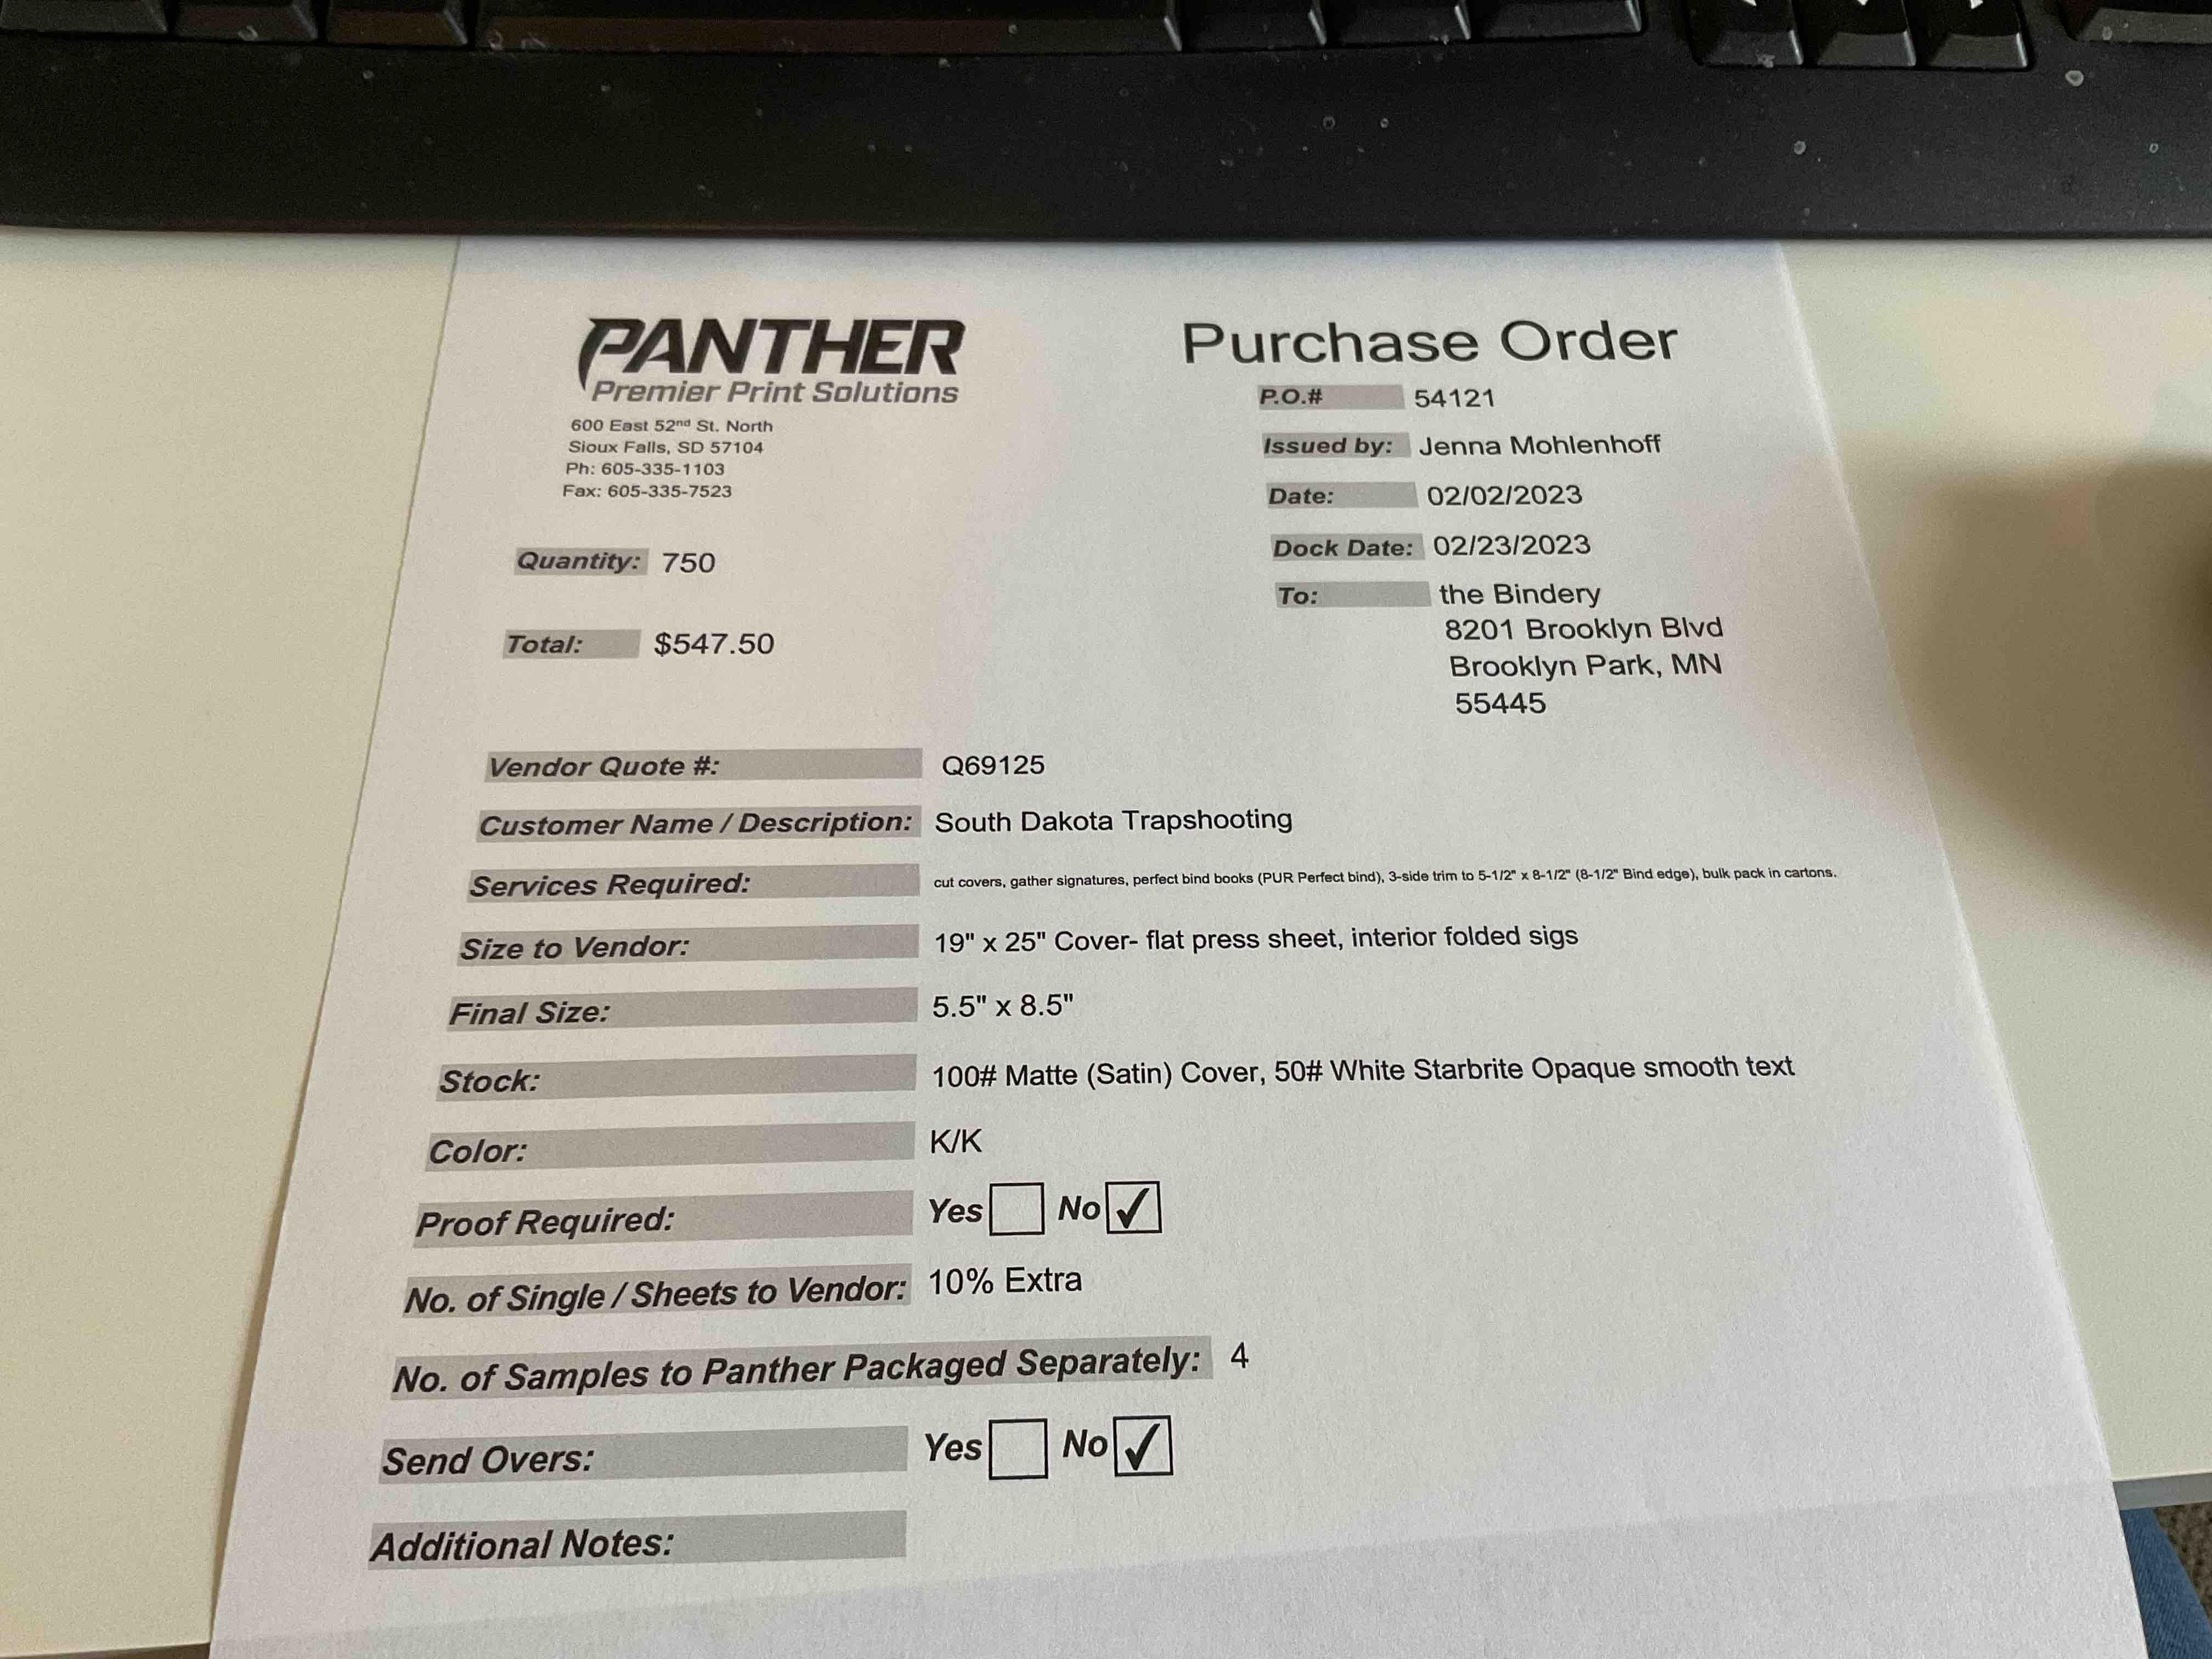 PANTHER
Premier Print Solutions
600 East 52nd St. North
Sioux Falls, SD 57104
Ph: 605-335-1103
Fax: 605-335-7523
Purchase Order
P.O.# 54121
Issued by: Jenna Mohlenhoff
Date: 02/02/2023
Dock Date: 02/23/2023
To: the Bindery
8201 Brooklyn Blvd
Brooklyn Park, MN
55445
Quantity: 750
Total: $547.50
Vendor Quote #: Q69125
Customer Name / Description: South Dakota Trapshooting
Services Required: cut covers, gather signatures, perfect bind books (PUR Perfect bind), 3-side trim to 5-1/2" x 8-1/2" (8-1/2" Bind edge), bulk pack in cartons.
Size to Vendor: 19" x 25" Cover- flat press sheet, interior folded sigs
Final Size: 5.5" x 8.5"
Stock: 100# Matte (Satin) Cover, 50# White Starbrite Opaque smooth text
Color: K/K
Proof Required: Yes No ✓
No. of Single / Sheets to Vendor: 10% Extra
No. of Samples to Panther Packaged Separately: 4
Send Overs: Yes No ✓
Additional Notes: